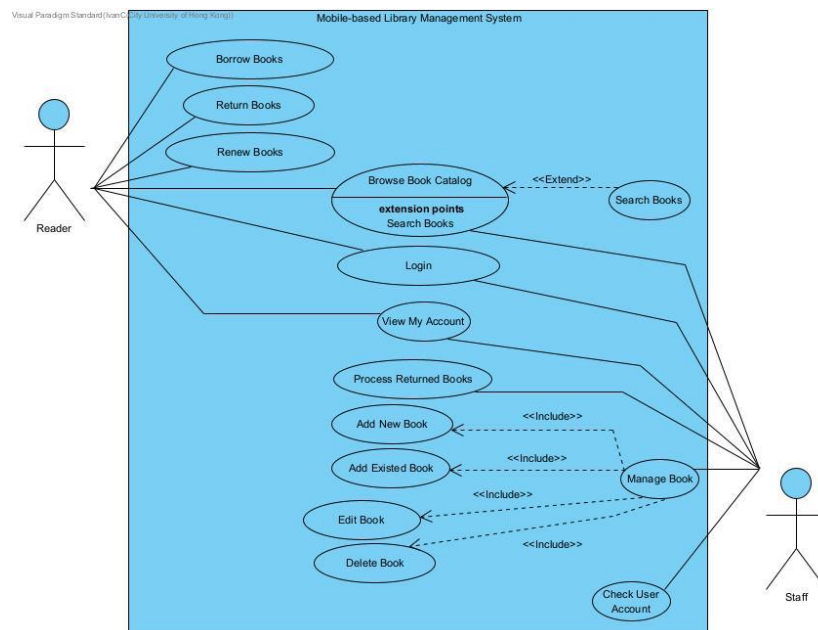 Visual Paradigm Standard(IvanC(City University of Hong Kong))
Mobile-based Library Management System
Borrow Books
Return Books
Renew Books
Browse Book Catalog
<<Extend>>
extension points
Search Books
Search Books
Reader
Login
View My Account
Process Returned Books
Add New Book
<<Include>>
Add Existed Book
<<Include>>
Manage Book
<<Include>>
Edit Book
<<Include>>
Delete Book
Check User
Account
Staff